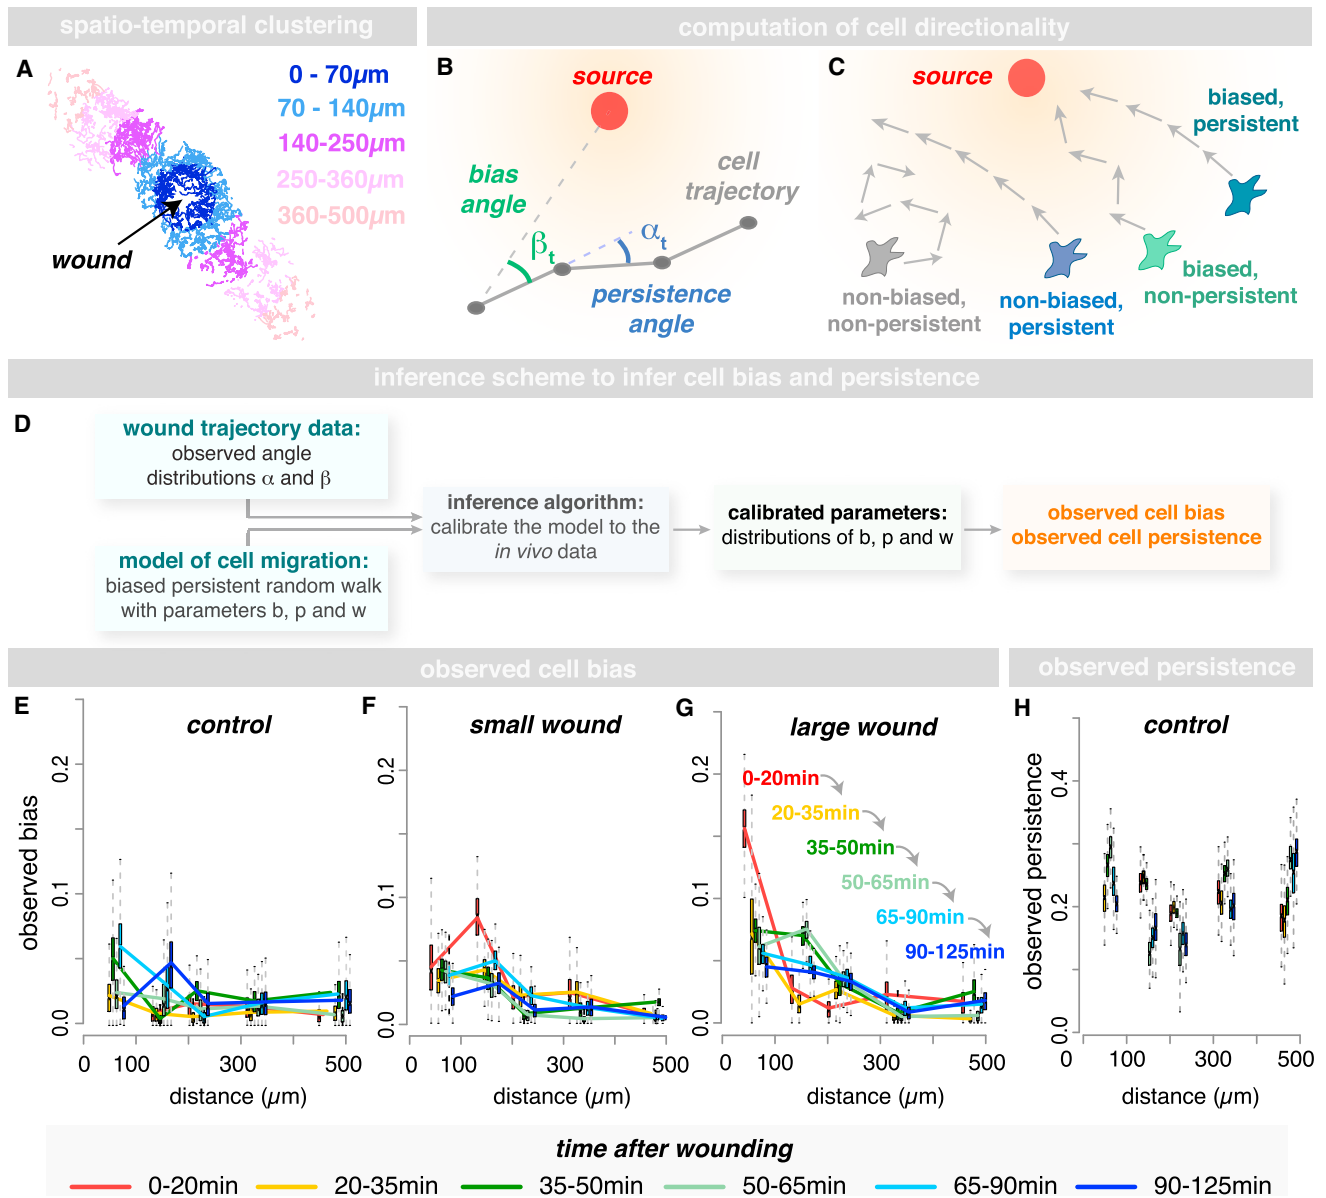 spatio-temporal clustering
computation of cell directionality
A
0 - 70µm
70 - 140µm
140-250µm
250-360µm
360-500µm
wound
B
source
bias
angle
cell
trajectory
βt
αt
persistence
angle
C
source
biased,
persistent
non-biased,
non-persistent
non-biased,
persistent
biased,
non-persistent
inference scheme to infer cell bias and persistence
D
wound trajectory data:
observed angle
distributions α and β
model of cell migration:
biased persistent random walk
with parameters b, p and w
inference algorithm:
calibrate the model to the
in vivo data
calibrated parameters:
distributions of b, p and w
observed cell bias
observed cell persistence
observed cell bias
observed persistence
E
control
observed bias
0.2
0.1
0.0
0 100 300 500
distance (µm)
F
small wound
0.2
0.1
0.0
0 100 300 500
distance (µm)
G
large wound
0-20min
20-35min
35-50min
50-65min
65-90min
90-125min
0.2
0.1
0.0
0 100 300 500
distance (µm)
H
control
observed persistence
0.4
0.2
0.0
0 100 300 500
distance (µm)
time after wounding
0-20min 20-35min 35-50min 50-65min 65-90min 90-125min